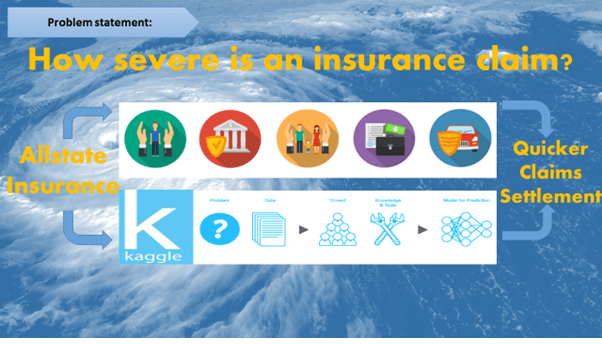 Problem statement:
How severe is an insurance claim?
Allstate
Insurance
Quicker
Claims
Settlement
k
kaggle
Problem
Data
"Crowd"
Knowledge
& Tools
Model for Prediction
?